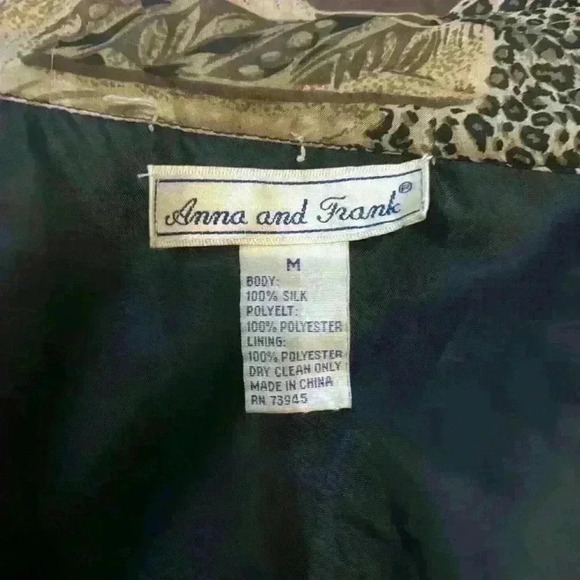 Anna and Frank®
M
BODY:
100% SILK
POLYELT:
100% POLYESTER
LINING:
100% POLYESTER
DRY CLEAN ONLY
MADE IN CHINA
RN 73945